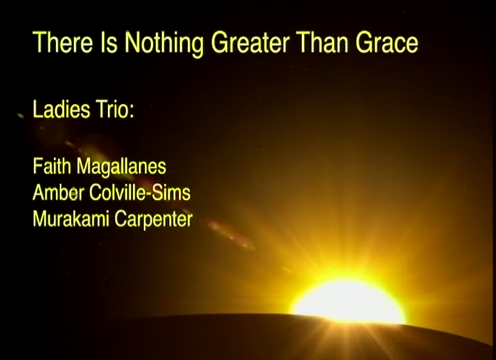 There Is Nothing Greater Than Grace
Ladies Trio:
Faith Magallanes
Amber Colville-Sims
Murakami Carpenter